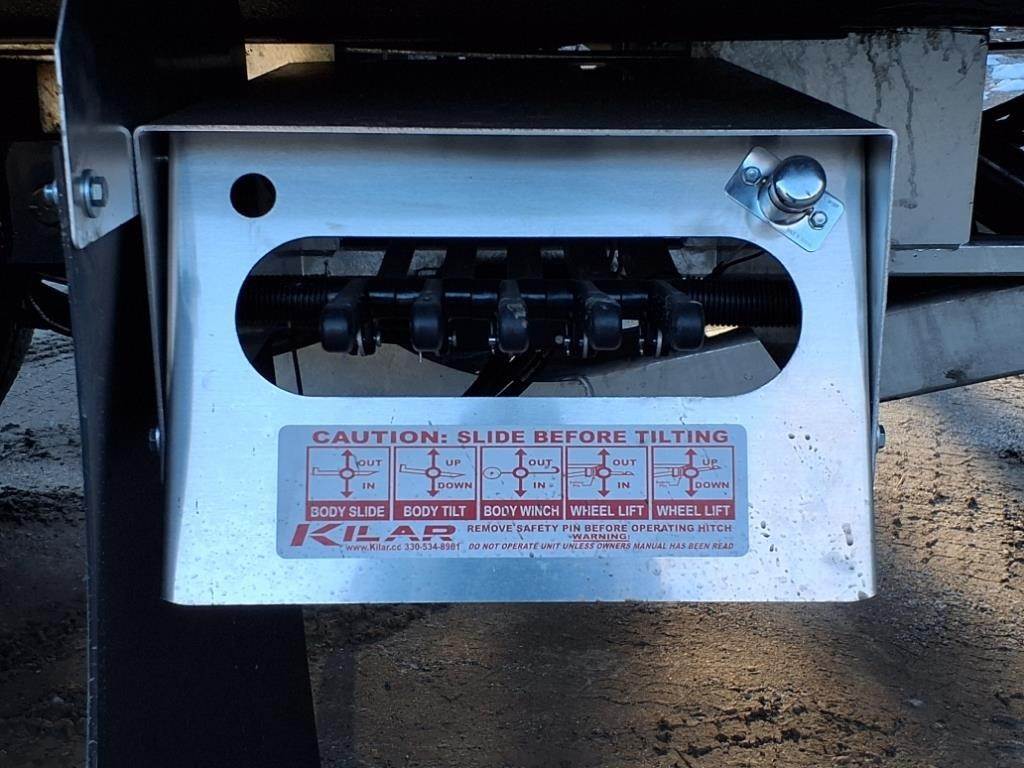 CAUTION: SLIDE BEFORE TILTING
OUT
IN
BODY SLIDE
UP
DOWN
BODY TILT
OUT
IN
BODY WINCH
OUT
IN
WHEEL LIFT
UP
DOWN
WHEEL LIFT
KILAR
REMOVE SAFETY PIN BEFORE OPERATING HITCH
WARNING:
www.Kilar.cc 330-534-8981 DO NOT OPERATE UNIT UNLESS OWNERS MANUAL HAS BEEN READ